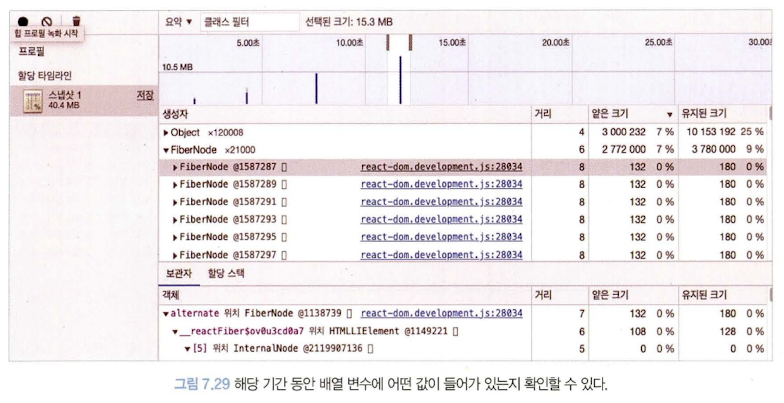 힙 프로필 녹화 시작
요약 ▼ 클래스 필터 선택된 크기: 15.3 MB
프로필
할당 타임라인
스냅샷 1 저장
40.4 MB
5.00초 10.00초 15.00초 20.00초 25.00초 30.00초
10.5 MB
생성자 거리 얕은 크기 ▼ 유지된 크기
▶Object ×120008 4 3 000 232 7 % 10 153 192 25 %
▼FiberNode ×21000 6 2 772 000 7 % 3 780 000 9 %
▶FiberNode @1587287 react-dom.development.js:28034 8 132 0 % 180 0 %
▶FiberNode @1587289 react-dom.development.js:28034 8 132 0 % 180 0 %
▶FiberNode @1587291 react-dom.development.js:28034 8 132 0 % 180 0 %
▶FiberNode @1587293 react-dom.development.js:28034 8 132 0 % 180 0 %
▶FiberNode @1587295 react-dom.development.js:28034 8 132 0 % 180 0 %
▶FiberNode @1587297 react-dom.development.js:28034 8 132 0 % 180 0 %
보관자 할당 스택
객체 거리 얕은 크기 유지된 크기
▼alternate 위치 FiberNode @1138739 react-dom.development.js:28034 7 132 0 % 180 0 %
▼__reactFiber$ov0u3cd0a7 위치 HTMLLIElement @1149221 6 108 0 % 128 0 %
▼[5] 위치 InternalNode @2119907136 5 0 0 % 0 0 %
그림 7.29 해당 기간 동안 배열 변수에 어떤 값이 들어가 있는지 확인할 수 있다.